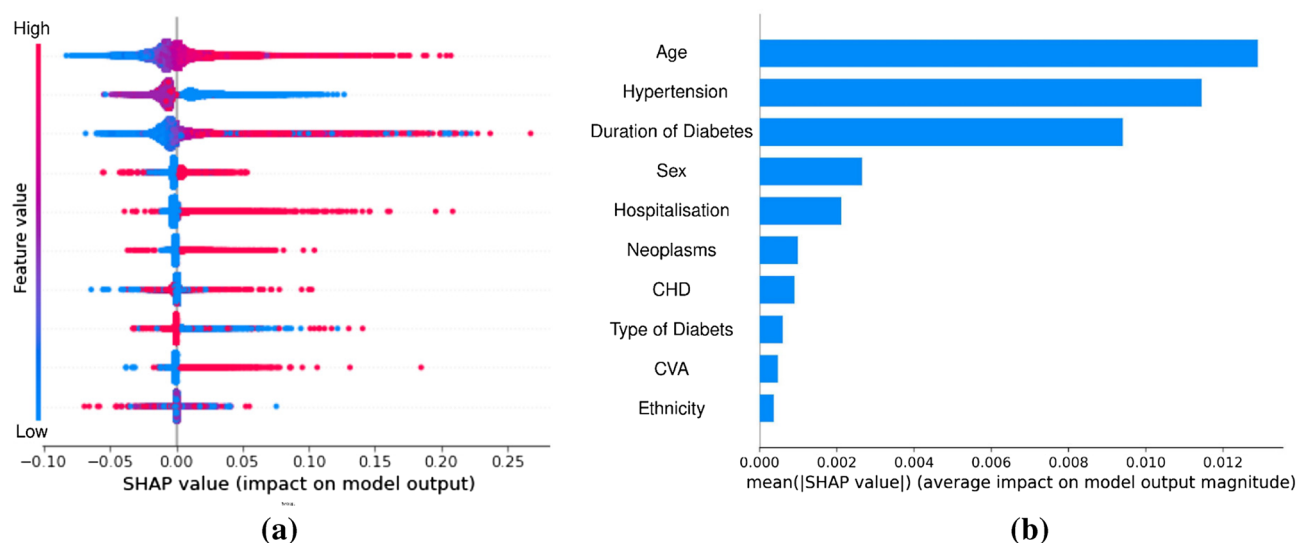 High
Feature value
Low
−0.10 −0.05 0.00 0.05 0.10 0.15 0.20 0.25
SHAP value (impact on model output)
(a)
Age
Hypertension
Duration of Diabetes
Sex
Hospitalisation
Neoplasms
CHD
Type of Diabets
CVA
Ethnicity
0.000 0.002 0.004 0.006 0.008 0.010 0.012
mean(|SHAP value|) (average impact on model output magnitude)
(b)